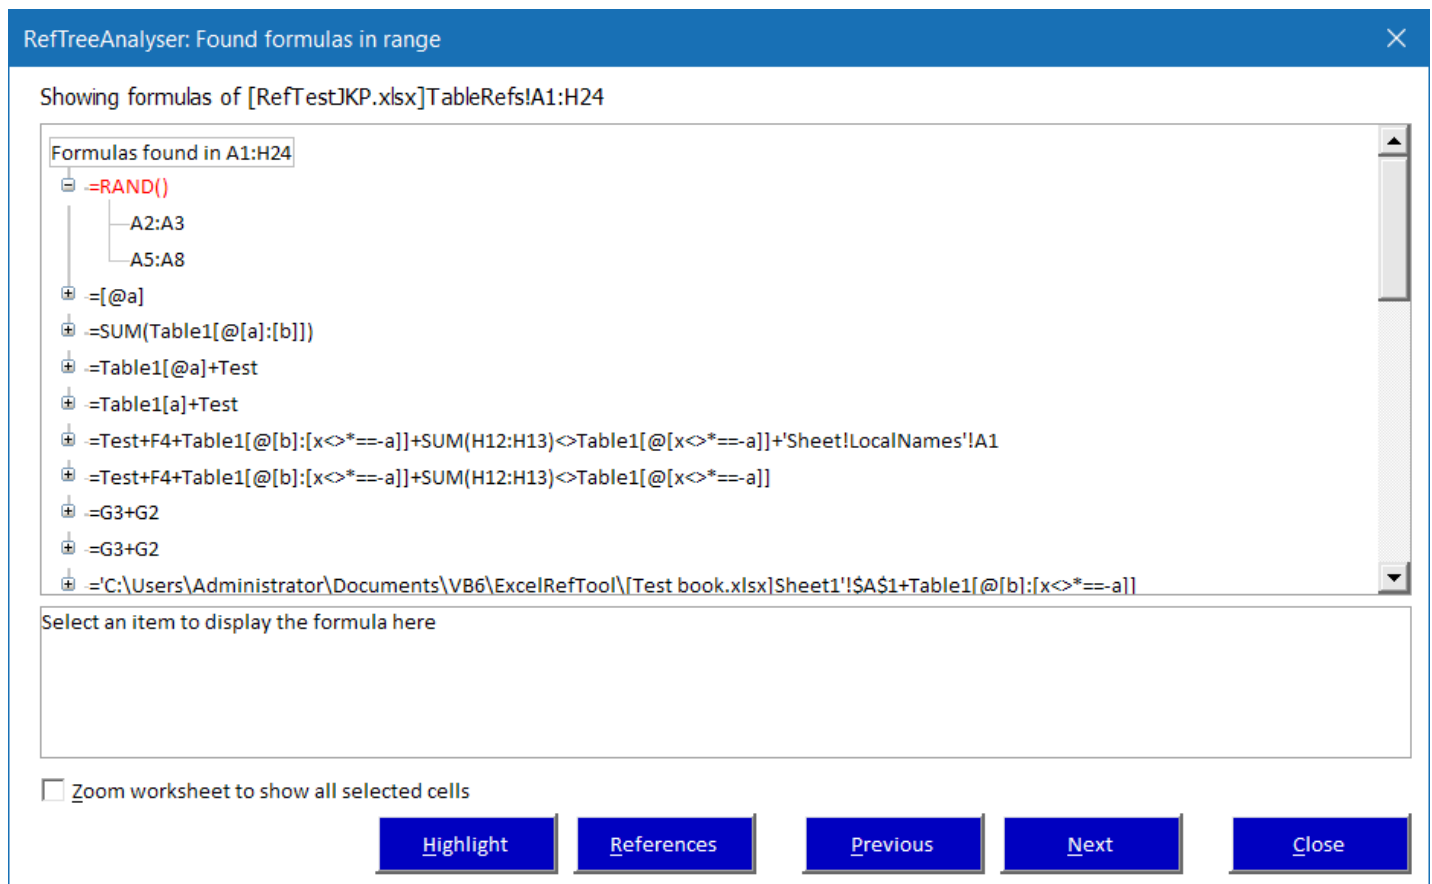 RefTreeAnalyser: Found formulas in range
Showing formulas of [RefTestJKP.xlsx]TableRefs!A1:H24
Formulas found in A1:H24
=RAND()
A2:A3
A5:A8
=[@a]
=SUM(Table1[@[a]:[b]])
=Table1[@a]+Test
=Table1[a]+Test
=Test+F4+Table1[@[b]:[x<>*==-a]]+SUM(H12:H13)<>Table1[@[x<>*==-a]]+'Sheet!LocalNames'!A1
=Test+F4+Table1[@[b]:[x<>*==-a]]+SUM(H12:H13)<>Table1[@[x<>*==-a]]
=G3+G2
=G3+G2
='C:\Users\Administrator\Documents\VB6\ExcelRefTool\[Test book.xlsx]Sheet1'!$A$1+Table1[@[b]:[x<>*==-a]]
Select an item to display the formula here
Zoom worksheet to show all selected cells
Highlight References Previous Next Close